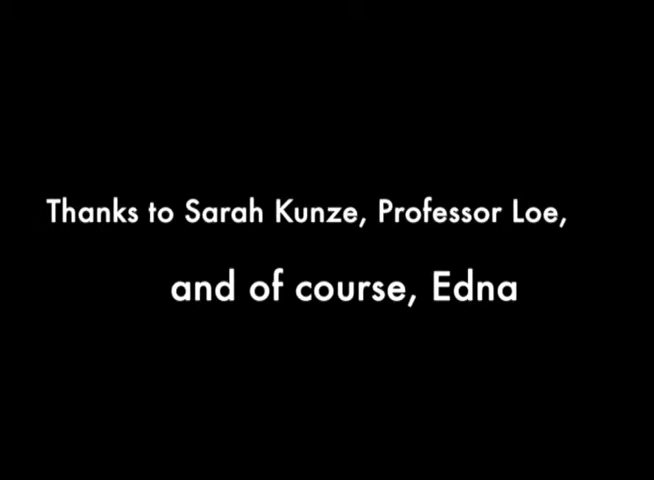 Thanks to Sarah Kunze, Professor Loe,
and of course, Edna